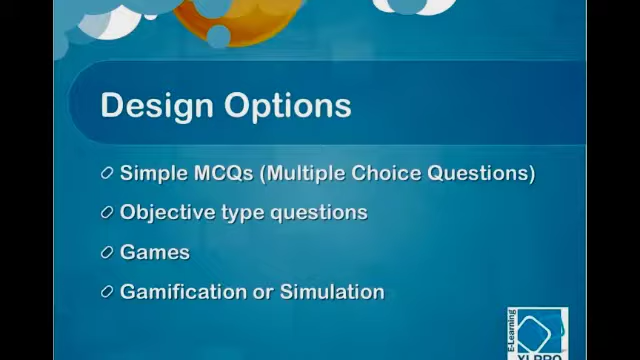 Design Options
Simple MCQs (Multiple Choice Questions)
Objective type questions
Games
Gamification or Simulation
E-Learning
XLPRO